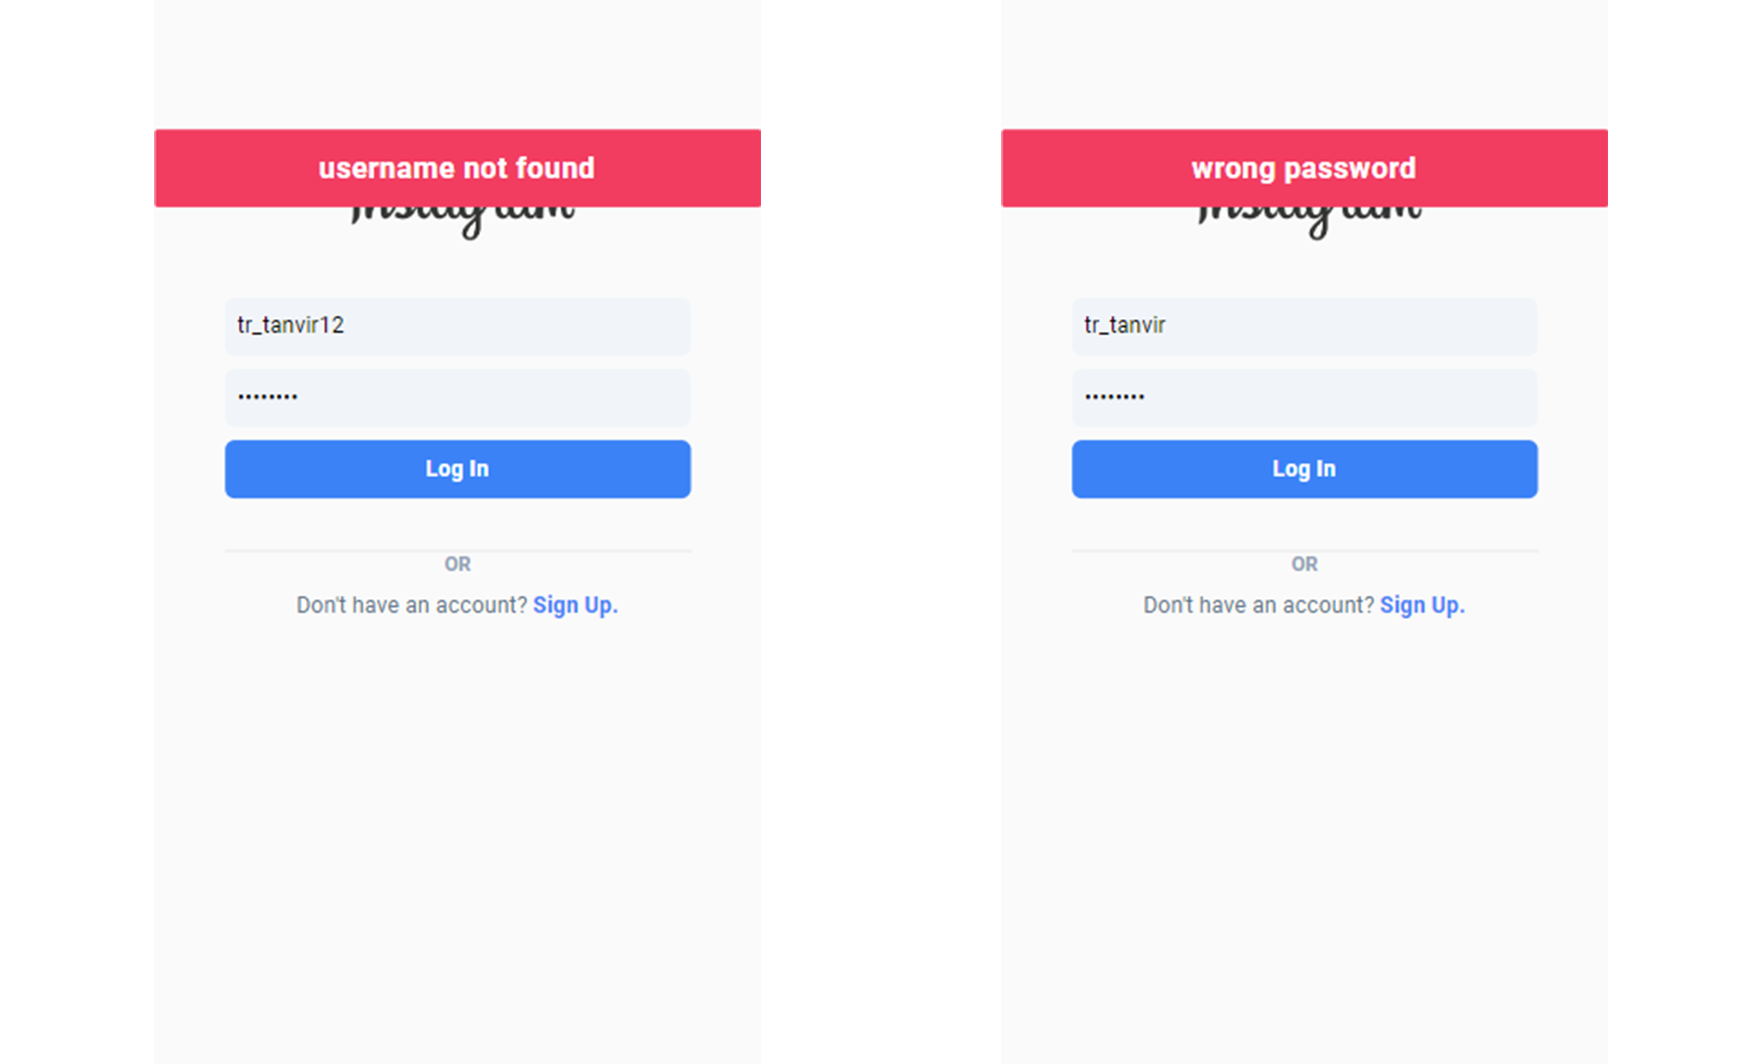 username not found
Instagram
tr_tanvir12
••••••••
Log In
OR
Don't have an account? Sign Up.
wrong password
Instagram
tr_tanvir
••••••••
Log In
OR
Don't have an account? Sign Up.